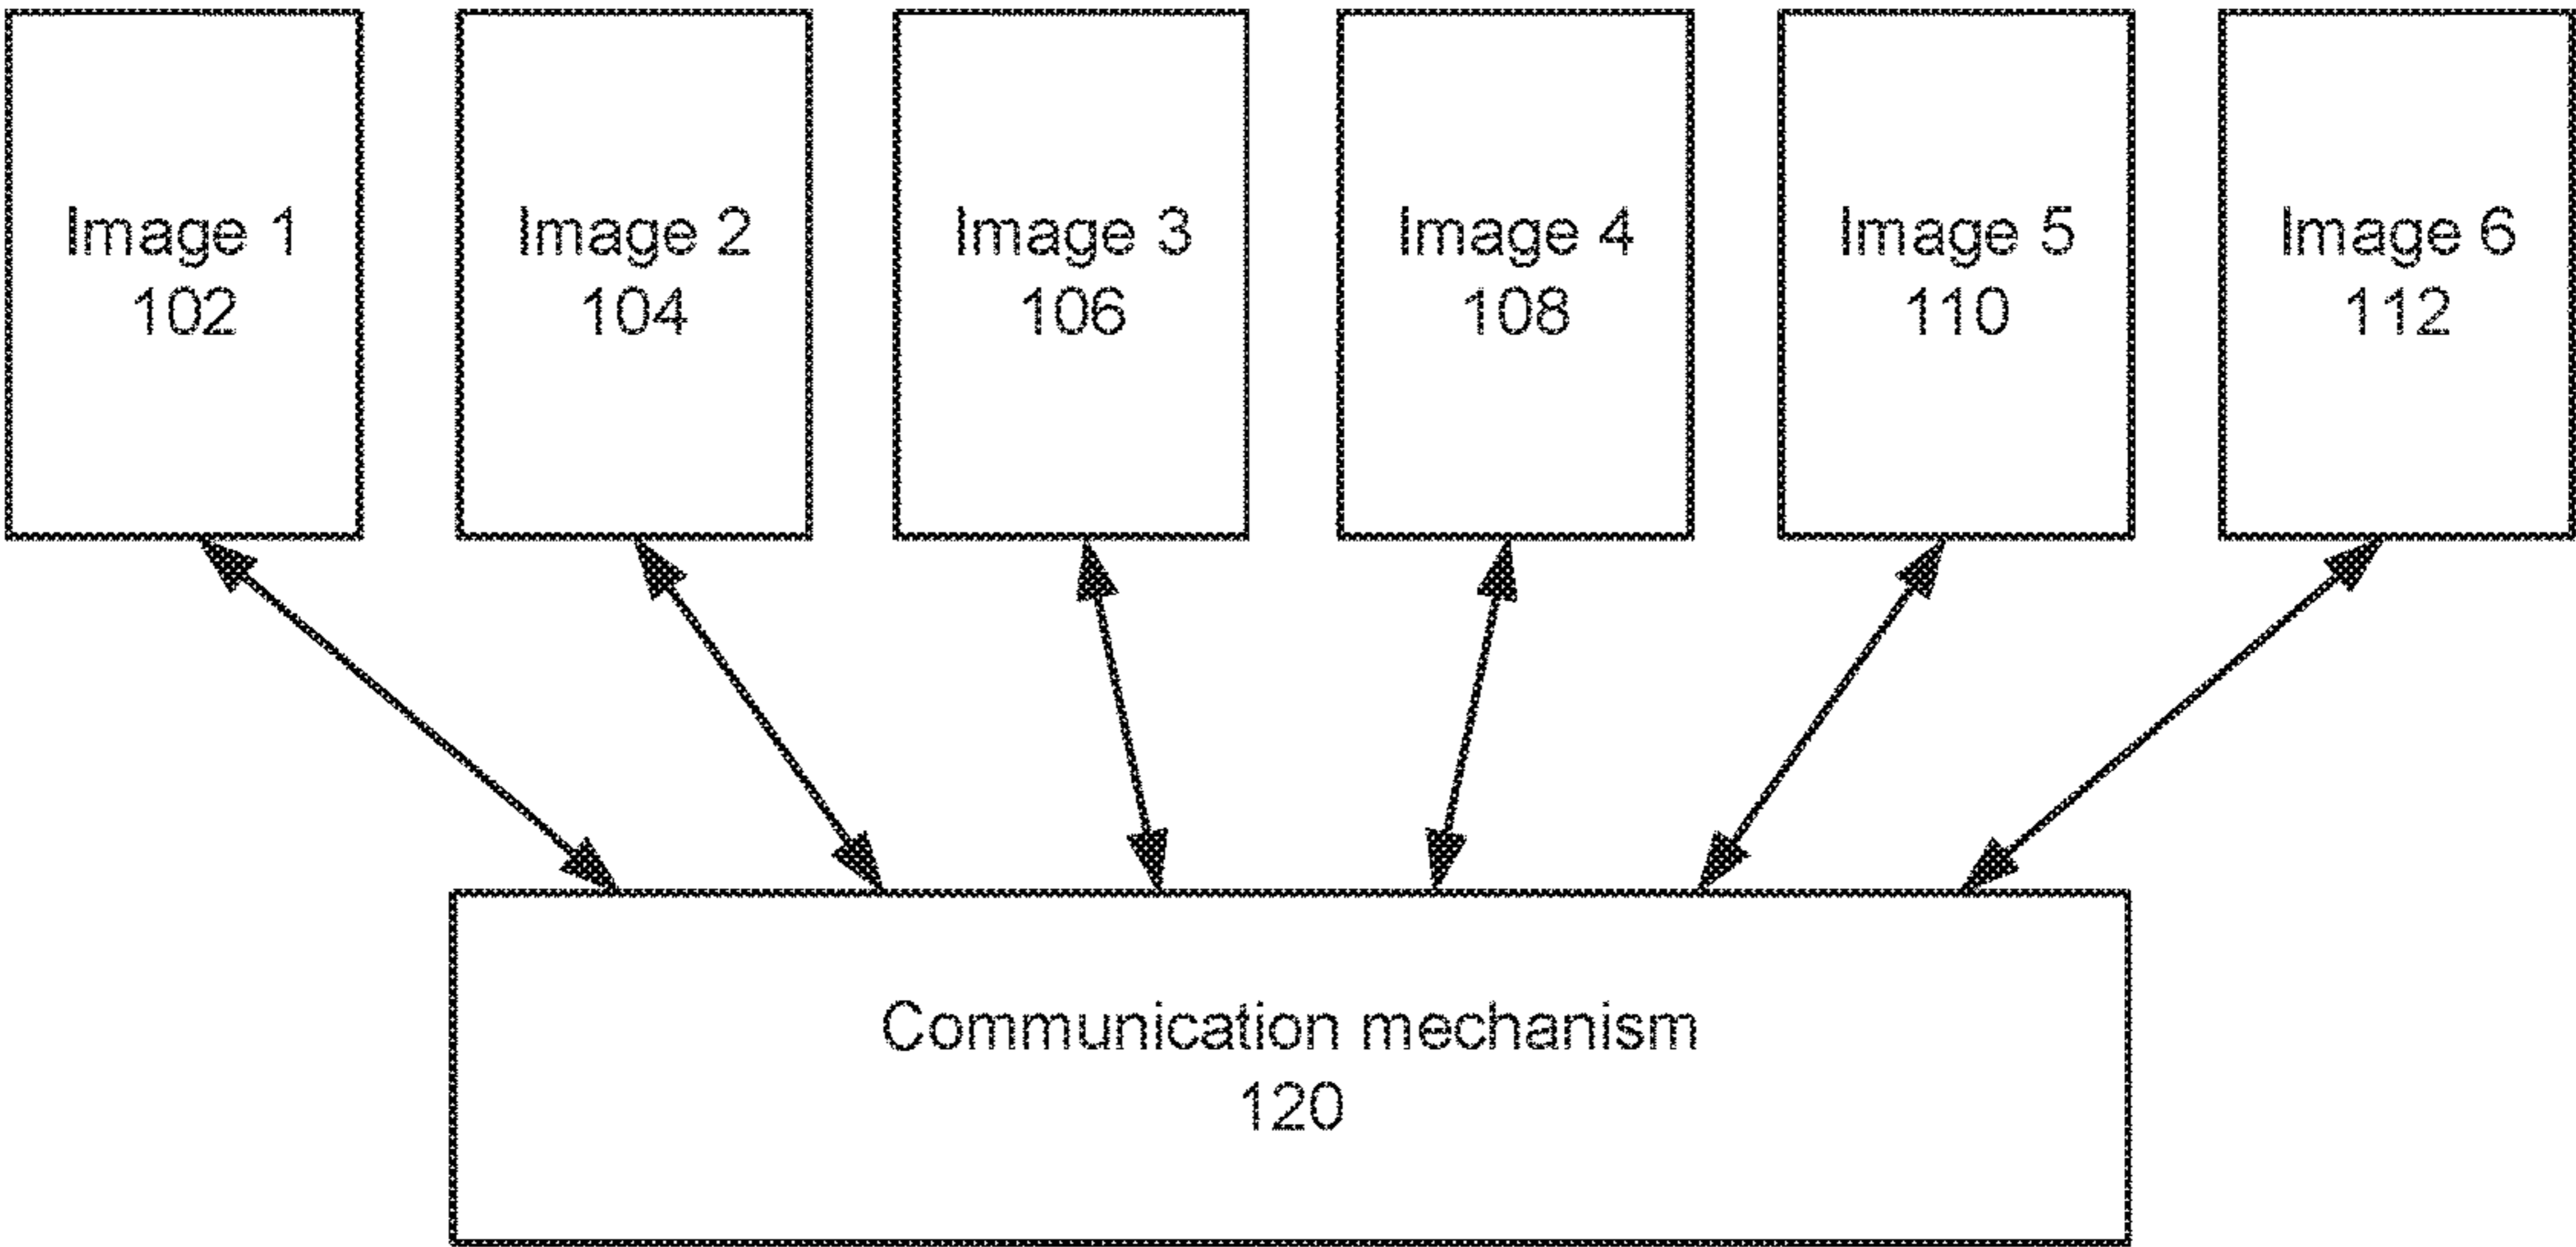 Image 1
102
Image 2
104
Image 3
106
Image 4
108
Image 5
110
Image 6
112
Communication mechanism
120